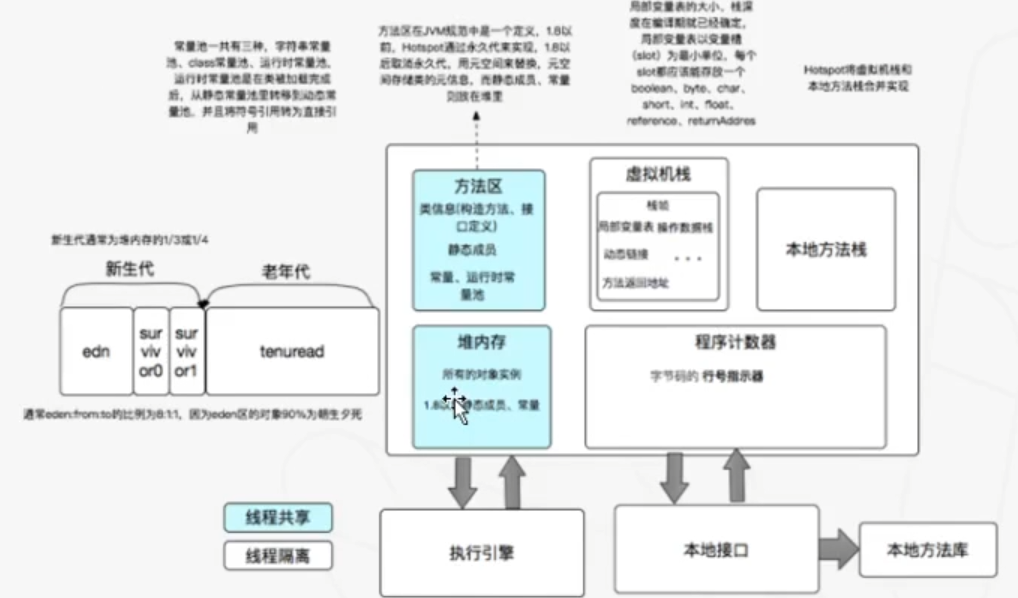 常量池一共有三种，字符串常量
池、class常量池、运行时常量池，
运行时常量池是在类被加载完成
后，从静态常量池里转移到动态常
量池，并且将符号引用转为直接引
用
方法区在JVM规范中是一个定义，1.8以
前，Hotspot通过永久代来实现，1.8以
后取消永久代，用元空间来替换，元空
间存储类的元信息，而静态成员、常量
则放在堆里
局部变量表的大小、栈深
度在编译期就已经确定，
局部变量表以变量槽
（slot）为最小单位，每个
slot都应该能存放一个
boolean、byte、char、
short、int、float、
reference、returnAddres
Hotspot将虚拟机栈和
本地方法栈合并实现
方法区
类信息(构造方法、接
口定义)
静态成员
常量、运行时常
量池
虚拟机栈
栈帧
局部变量表 操作数据栈
动态链接 ...
方法返回地址
本地方法栈
新生代通常为堆内存的1/3或1/4
新生代
老年代
edn
sur
viv
or0
sur
viv
or1
tenuread
通常eden:from:to的比例为8:1:1，因为eden区的对象90%为朝生夕死
堆内存
所有的对象实例
1.8以 静态成员、常量
程序计数器
字节码的 行号指示器
线程共享
线程隔离
执行引擎
本地接口
本地方法库